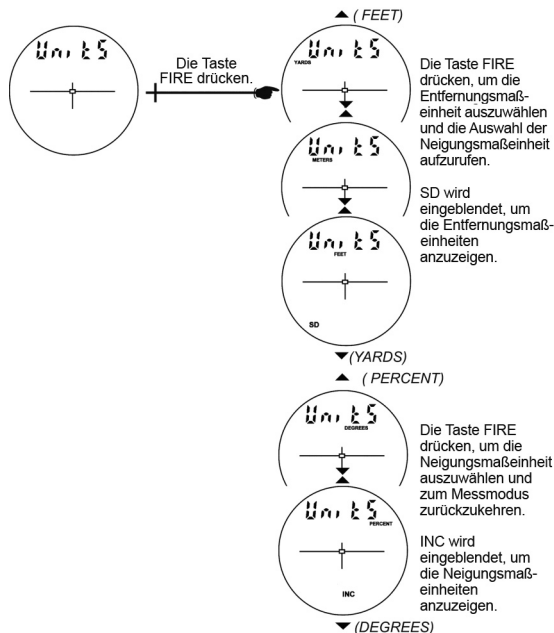 ▲ ( FEET)
UnitS
Die Taste
FIRE drücken.
UnitS
YARDS
Die Taste FIRE
drücken, um die
Entfernungsmaß-
einheit auszuwählen
und die Auswahl der
Neigungsmaßeinheit
aufzurufen.
UnitS
METERS
SD wird
eingeblendet, um
die Entfernungsmaß-
einheiten
anzuzeigen.
UnitS
FEET
SD
▼(YARDS)
▲ ( PERCENT)
UnitS
DEGREES
Die Taste FIRE
drücken, um die
Neigungsmaßeinheit
auszuwählen und
zum Messmodus
zurückzukehren.
UnitS
PERCENT
INC
INC wird
eingeblendet, um
die Neigungsmaß-
einheiten
anzuzeigen.
▼(DEGREES)